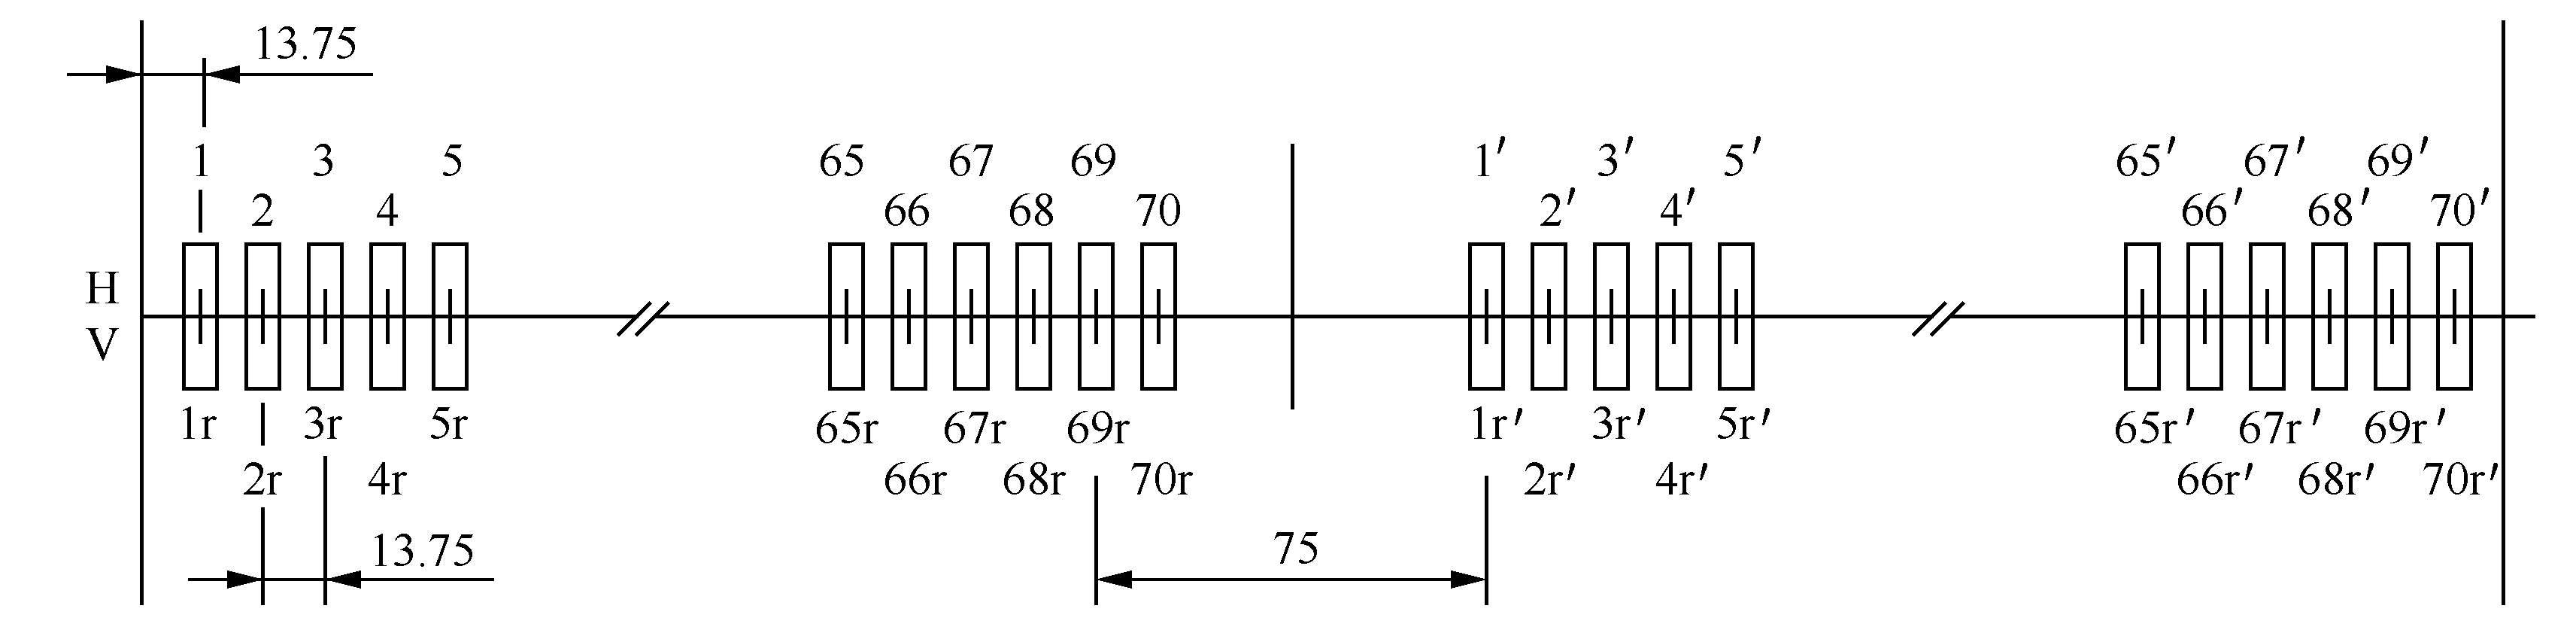 13.75
1 3 5 65 67 69 1′ 3′ 5′ 65′ 67′ 69′
2 4 66 68 70 2′ 4′ 66′ 68′ 70′
H
V
1r 3r 5r 65r 67r 69r 1r′ 3r′ 5r′ 65r′ 67r′ 69r′
2r 4r 66r 68r 70r 2r′ 4r′ 66r′ 68r′ 70r′
13.75 75